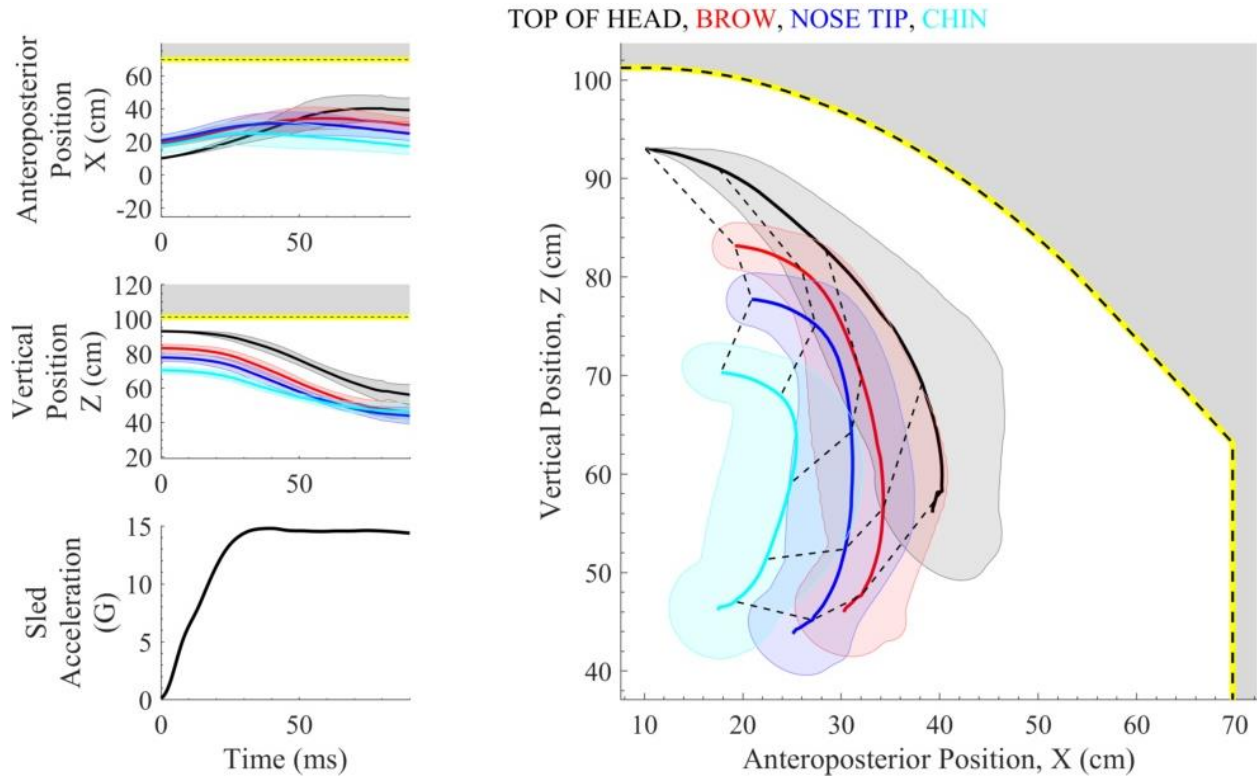 TOP OF HEAD, BROW, NOSE TIP, CHIN
Anteroposterior
Position
X (cm)
60
40
20
0
-20
0
50
Vertical
Position
Z (cm)
120
100
80
60
40
20
0
50
Sled
Acceleration
(G)
15
10
5
0
0
50
Time (ms)
Vertical Position, Z (cm)
100
90
80
70
60
50
40
10
20
30
40
50
60
70
Anteroposterior Position, X (cm)